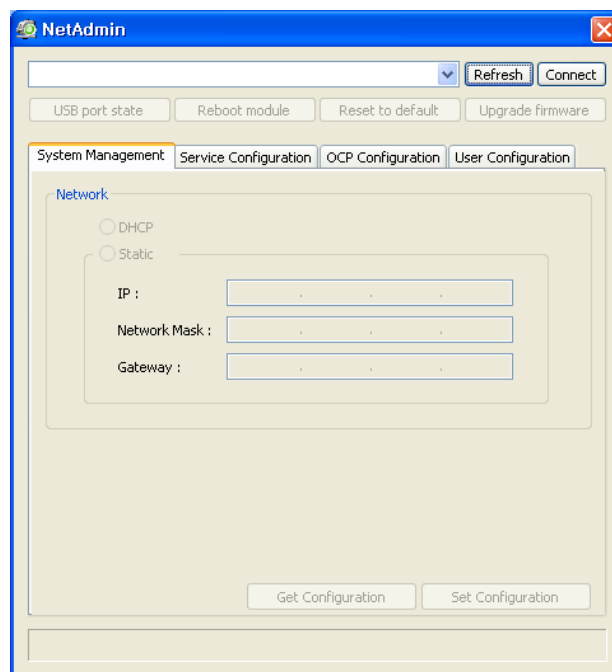 NetAdmin
Refresh Connect
USB port state Reboot module Reset to default Upgrade firmware
System Management Service Configuration OCP Configuration User Configuration
Network
DHCP
Static
IP :
Network Mask :
Gateway :
Get Configuration Set Configuration